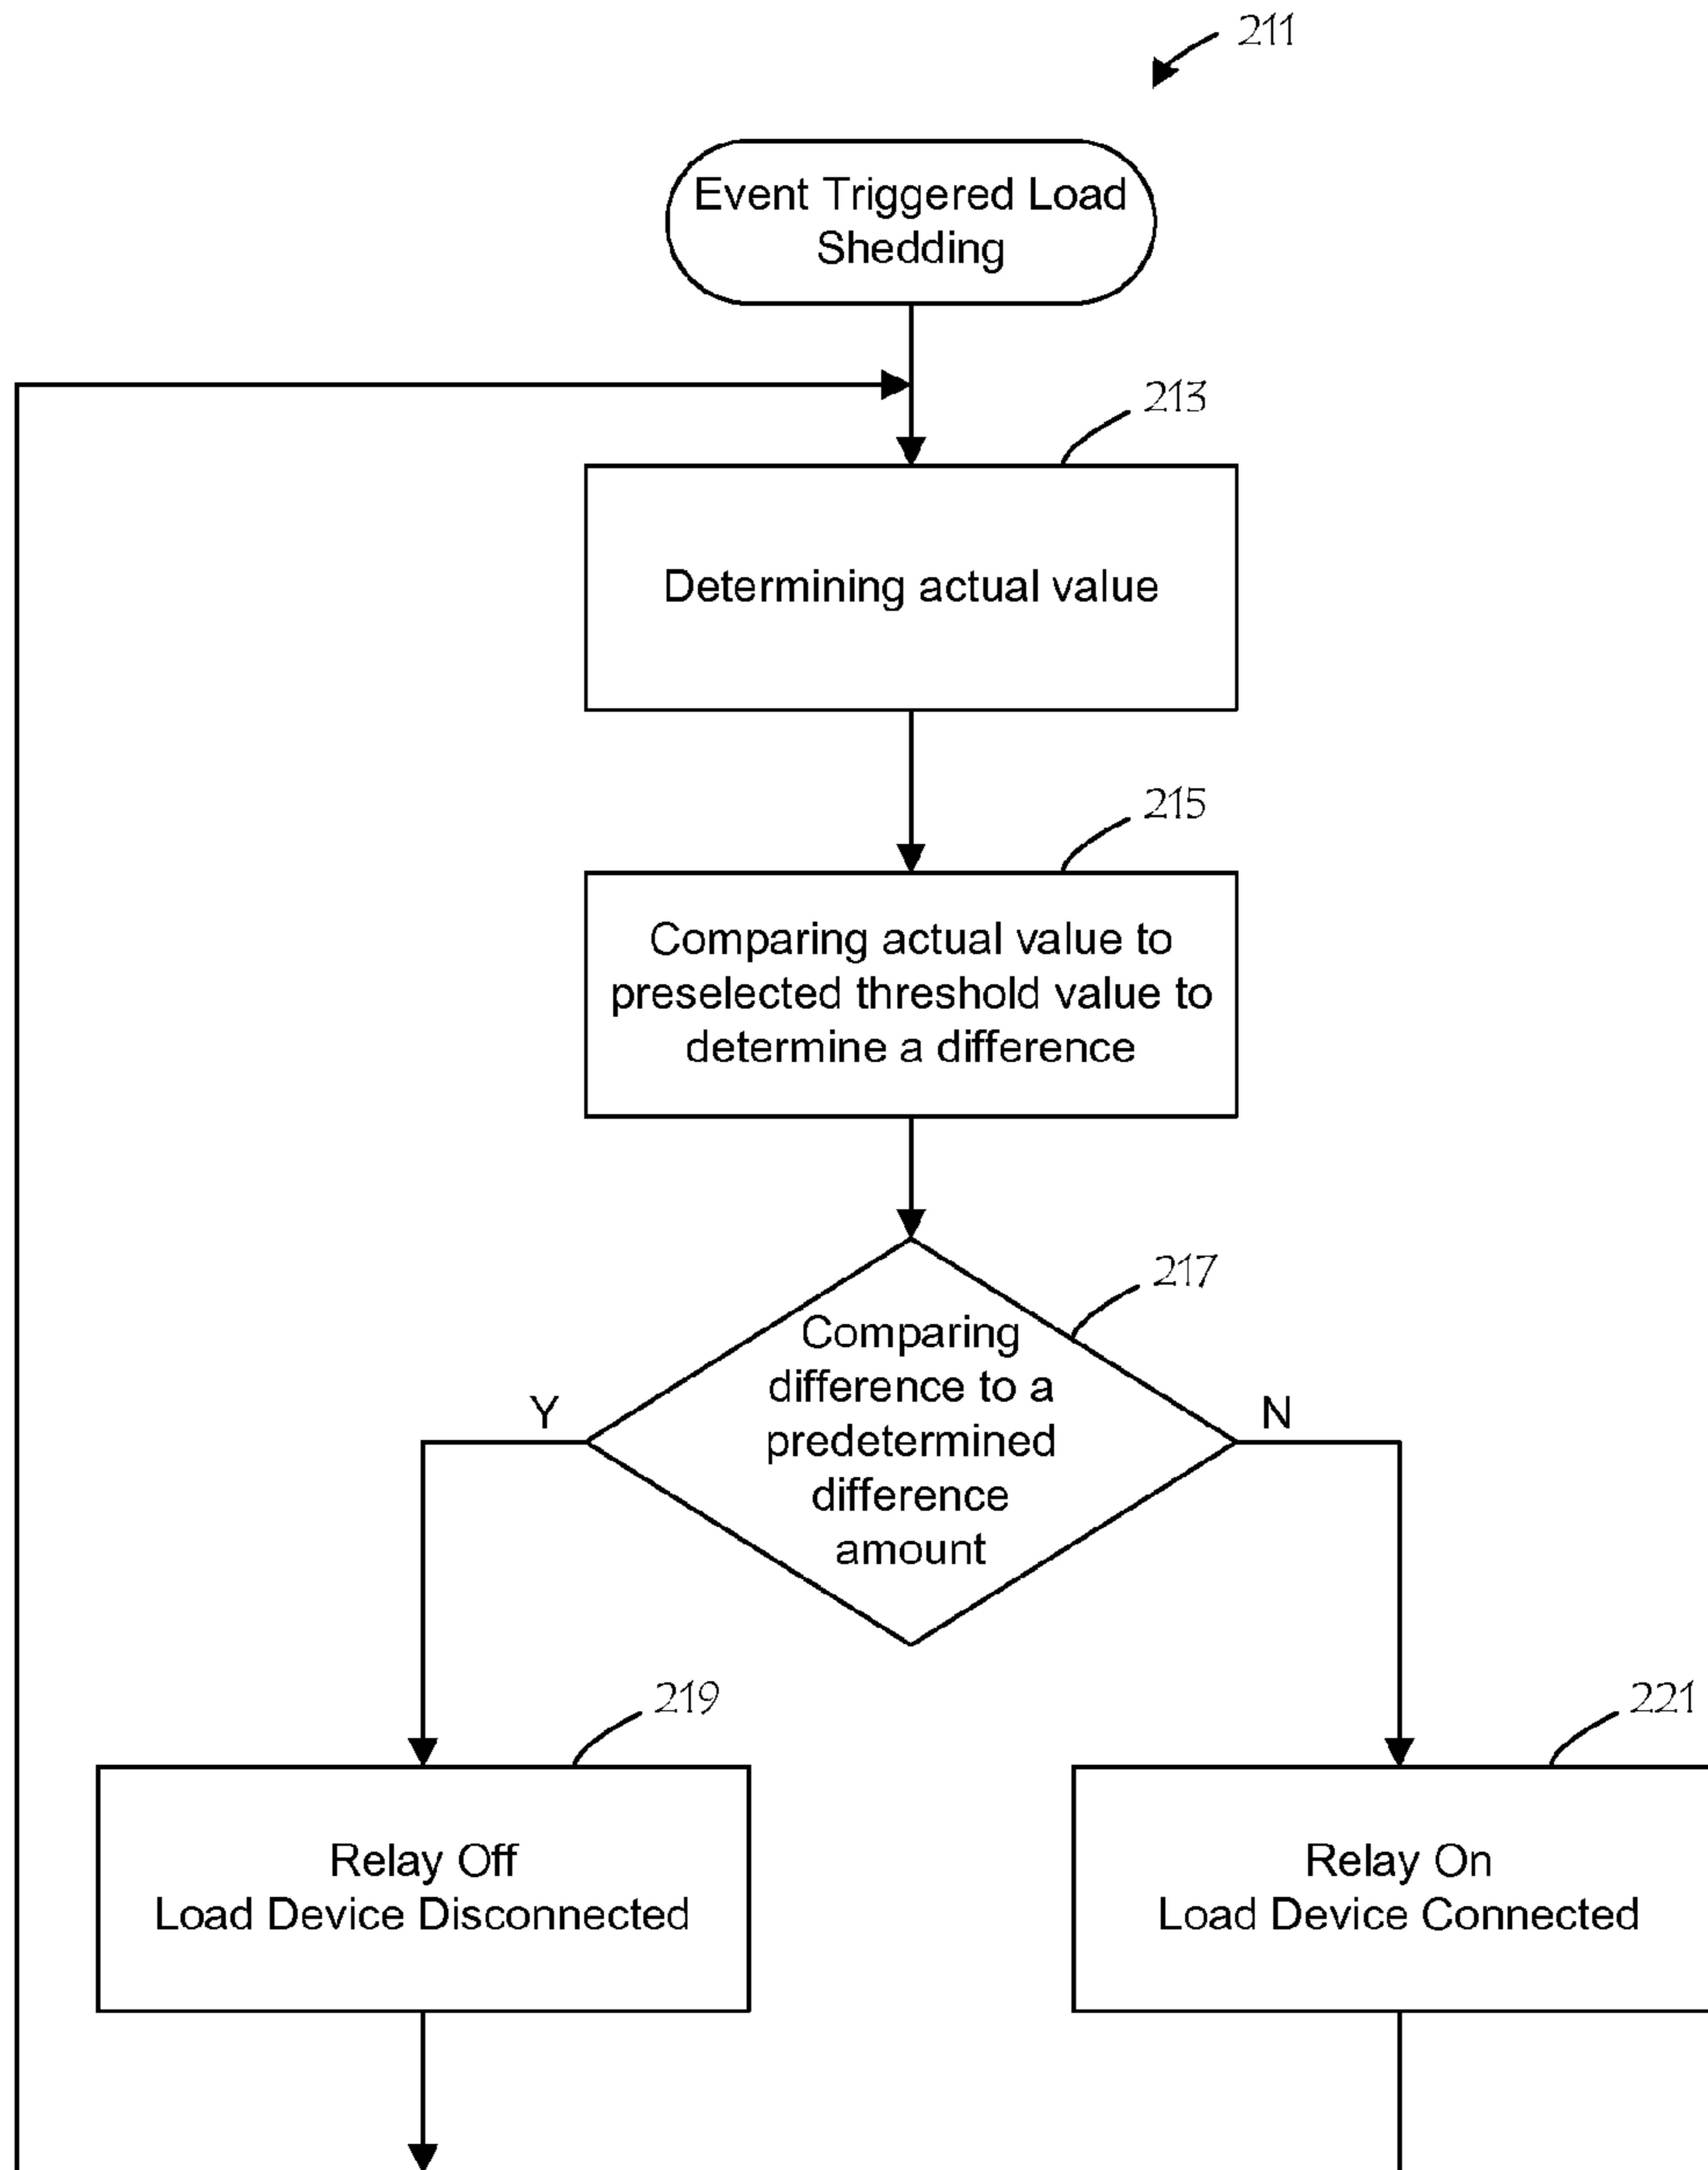 211
Event Triggered Load
Shedding
213
Determining actual value
215
Comparing actual value to
preselected threshold value to
determine a difference
217
Comparing
difference to a
predetermined
difference
amount
Y
N
219
221
Relay Off
Load Device Disconnected
Relay On
Load Device Connected